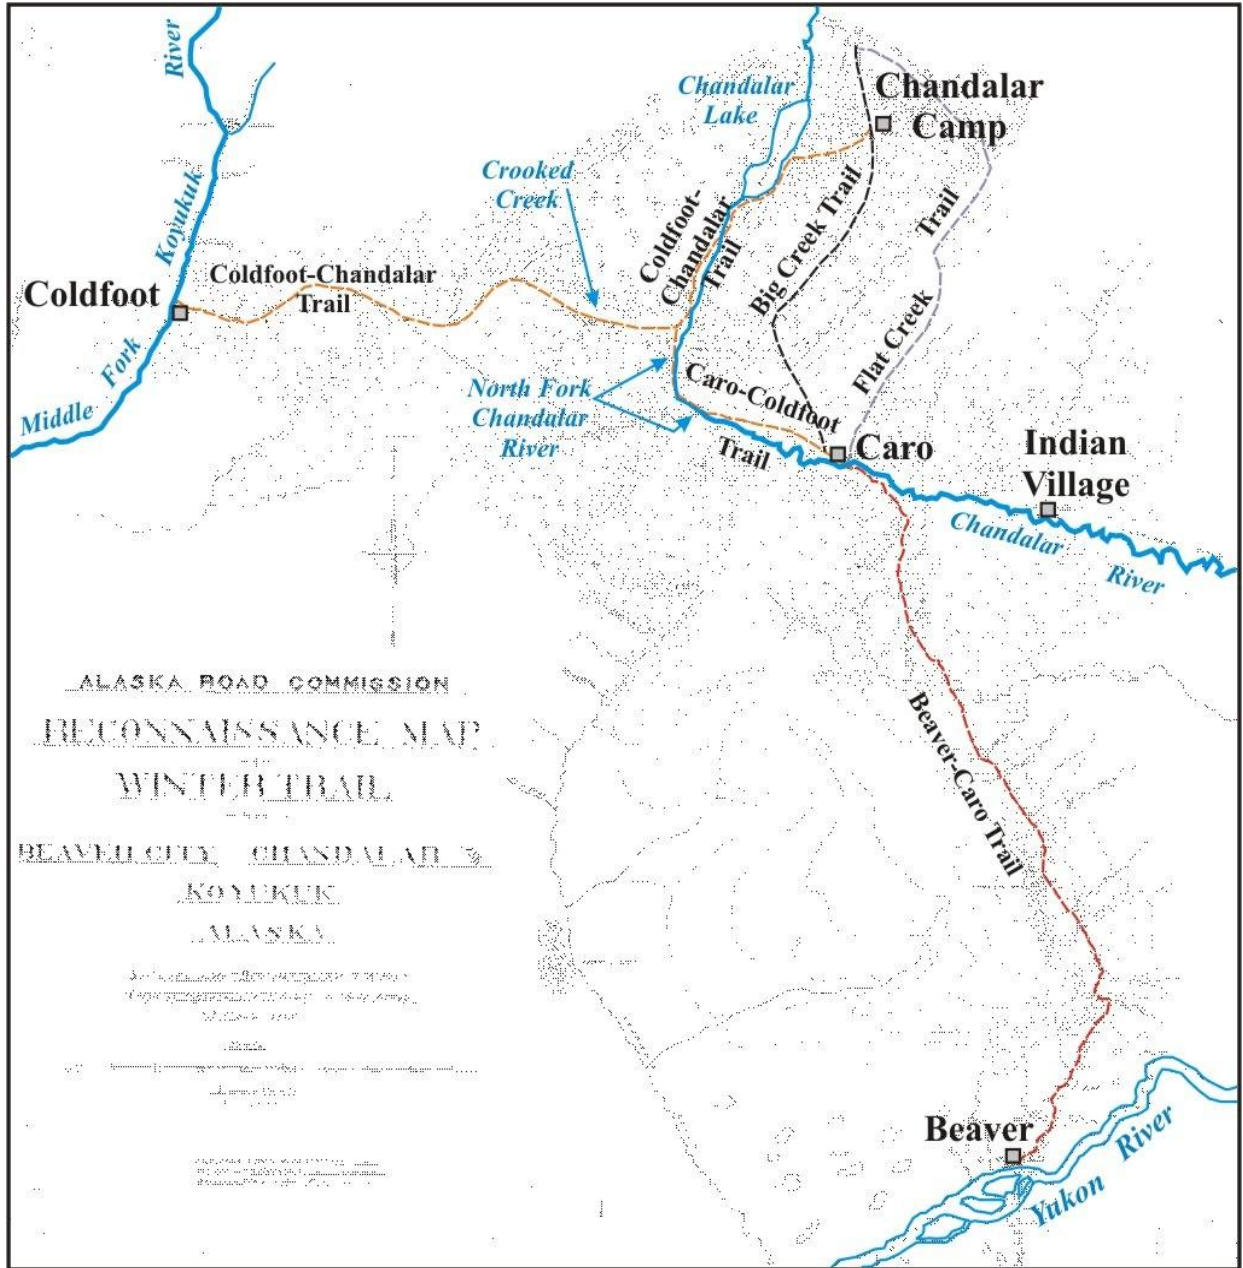 River
Koyukuk
Coldfoot
Middle
Fork
Coldfoot-Chandalar
Trail
Crooked
Creek
Chandalar
Lake
Chandalar
Camp
Coldfoot-
Chandalar
Trail
Big Creek Trail
Flat Creek
Trail
North Fork
Chandalar
River
Caro-Coldfoot
Trail
Caro
Indian
Village
Chandalar
River
Beaver-Caro Trail
Beaver
Yukon
River
ALASKA ROAD COMMISSION
RECONNAISSANCE MAP
WINTER TRAIL
BEAVER CITY CHANDALAR
KOYUKUK
ALASKA